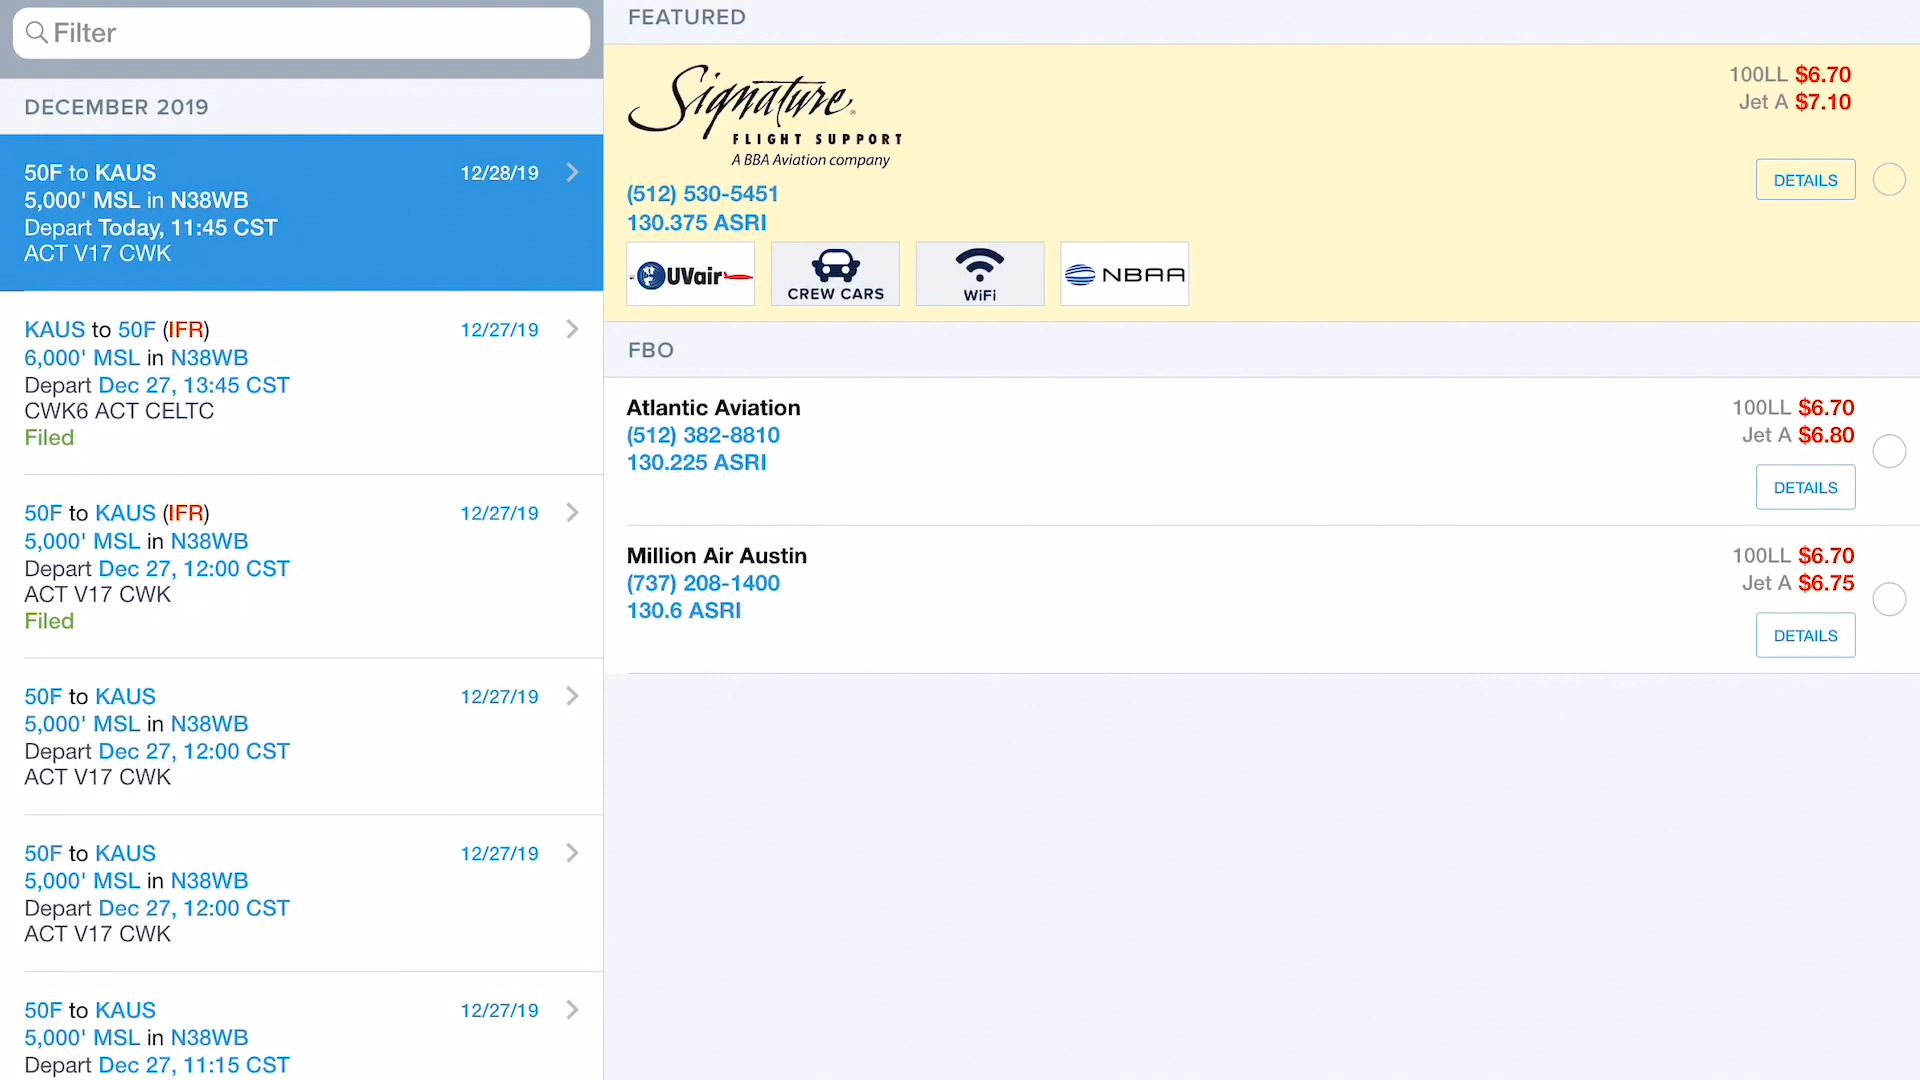 Filter
DECEMBER 2019
50F to KAUS 12/28/19
5,000' MSL in N38WB
Depart Today, 11:45 CST
ACT V17 CWK
KAUS to 50F (IFR) 12/27/19
6,000' MSL in N38WB
Depart Dec 27, 13:45 CST
CWK6 ACT CELTC
Filed
50F to KAUS (IFR) 12/27/19
5,000' MSL in N38WB
Depart Dec 27, 12:00 CST
ACT V17 CWK
Filed
50F to KAUS 12/27/19
5,000' MSL in N38WB
Depart Dec 27, 12:00 CST
ACT V17 CWK
50F to KAUS 12/27/19
5,000' MSL in N38WB
Depart Dec 27, 12:00 CST
ACT V17 CWK
50F to KAUS 12/27/19
5,000' MSL in N38WB
Depart Dec 27, 11:15 CST
FEATURED
Signature®
FLIGHT SUPPORT
A BBA Aviation company
100LL $6.70
Jet A $7.10
DETAILS
(512) 530-5451
130.375 ASRI
UVair
CREW CARS
WiFi
NBAA
FBO
Atlantic Aviation
(512) 382-8810
130.225 ASRI
100LL $6.70
Jet A $6.80
DETAILS
Million Air Austin
(737) 208-1400
130.6 ASRI
100LL $6.70
Jet A $6.75
DETAILS